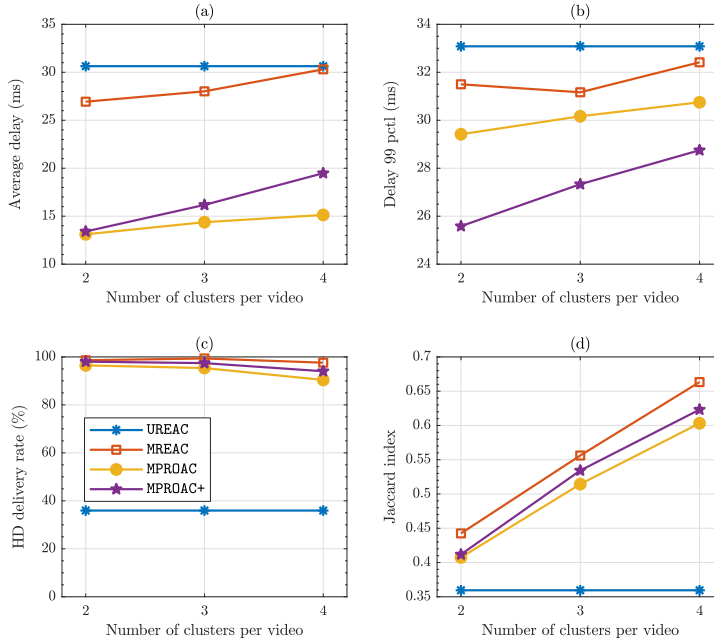 (a)
35
30
25
20
15
10
Average delay (ms)
2
3
4
Number of clusters per video
(b)
34
32
30
28
26
24
Delay 99 pctl (ms)
2
3
4
Number of clusters per video
(c)
100
80
60
40
20
0
HD delivery rate (%)
UREAC
MREAC
MPROAC
MPROAC+
2
3
4
Number of clusters per video
(d)
0.7
0.65
0.6
0.55
0.5
0.45
0.4
0.35
Jaccard index
2
3
4
Number of clusters per video